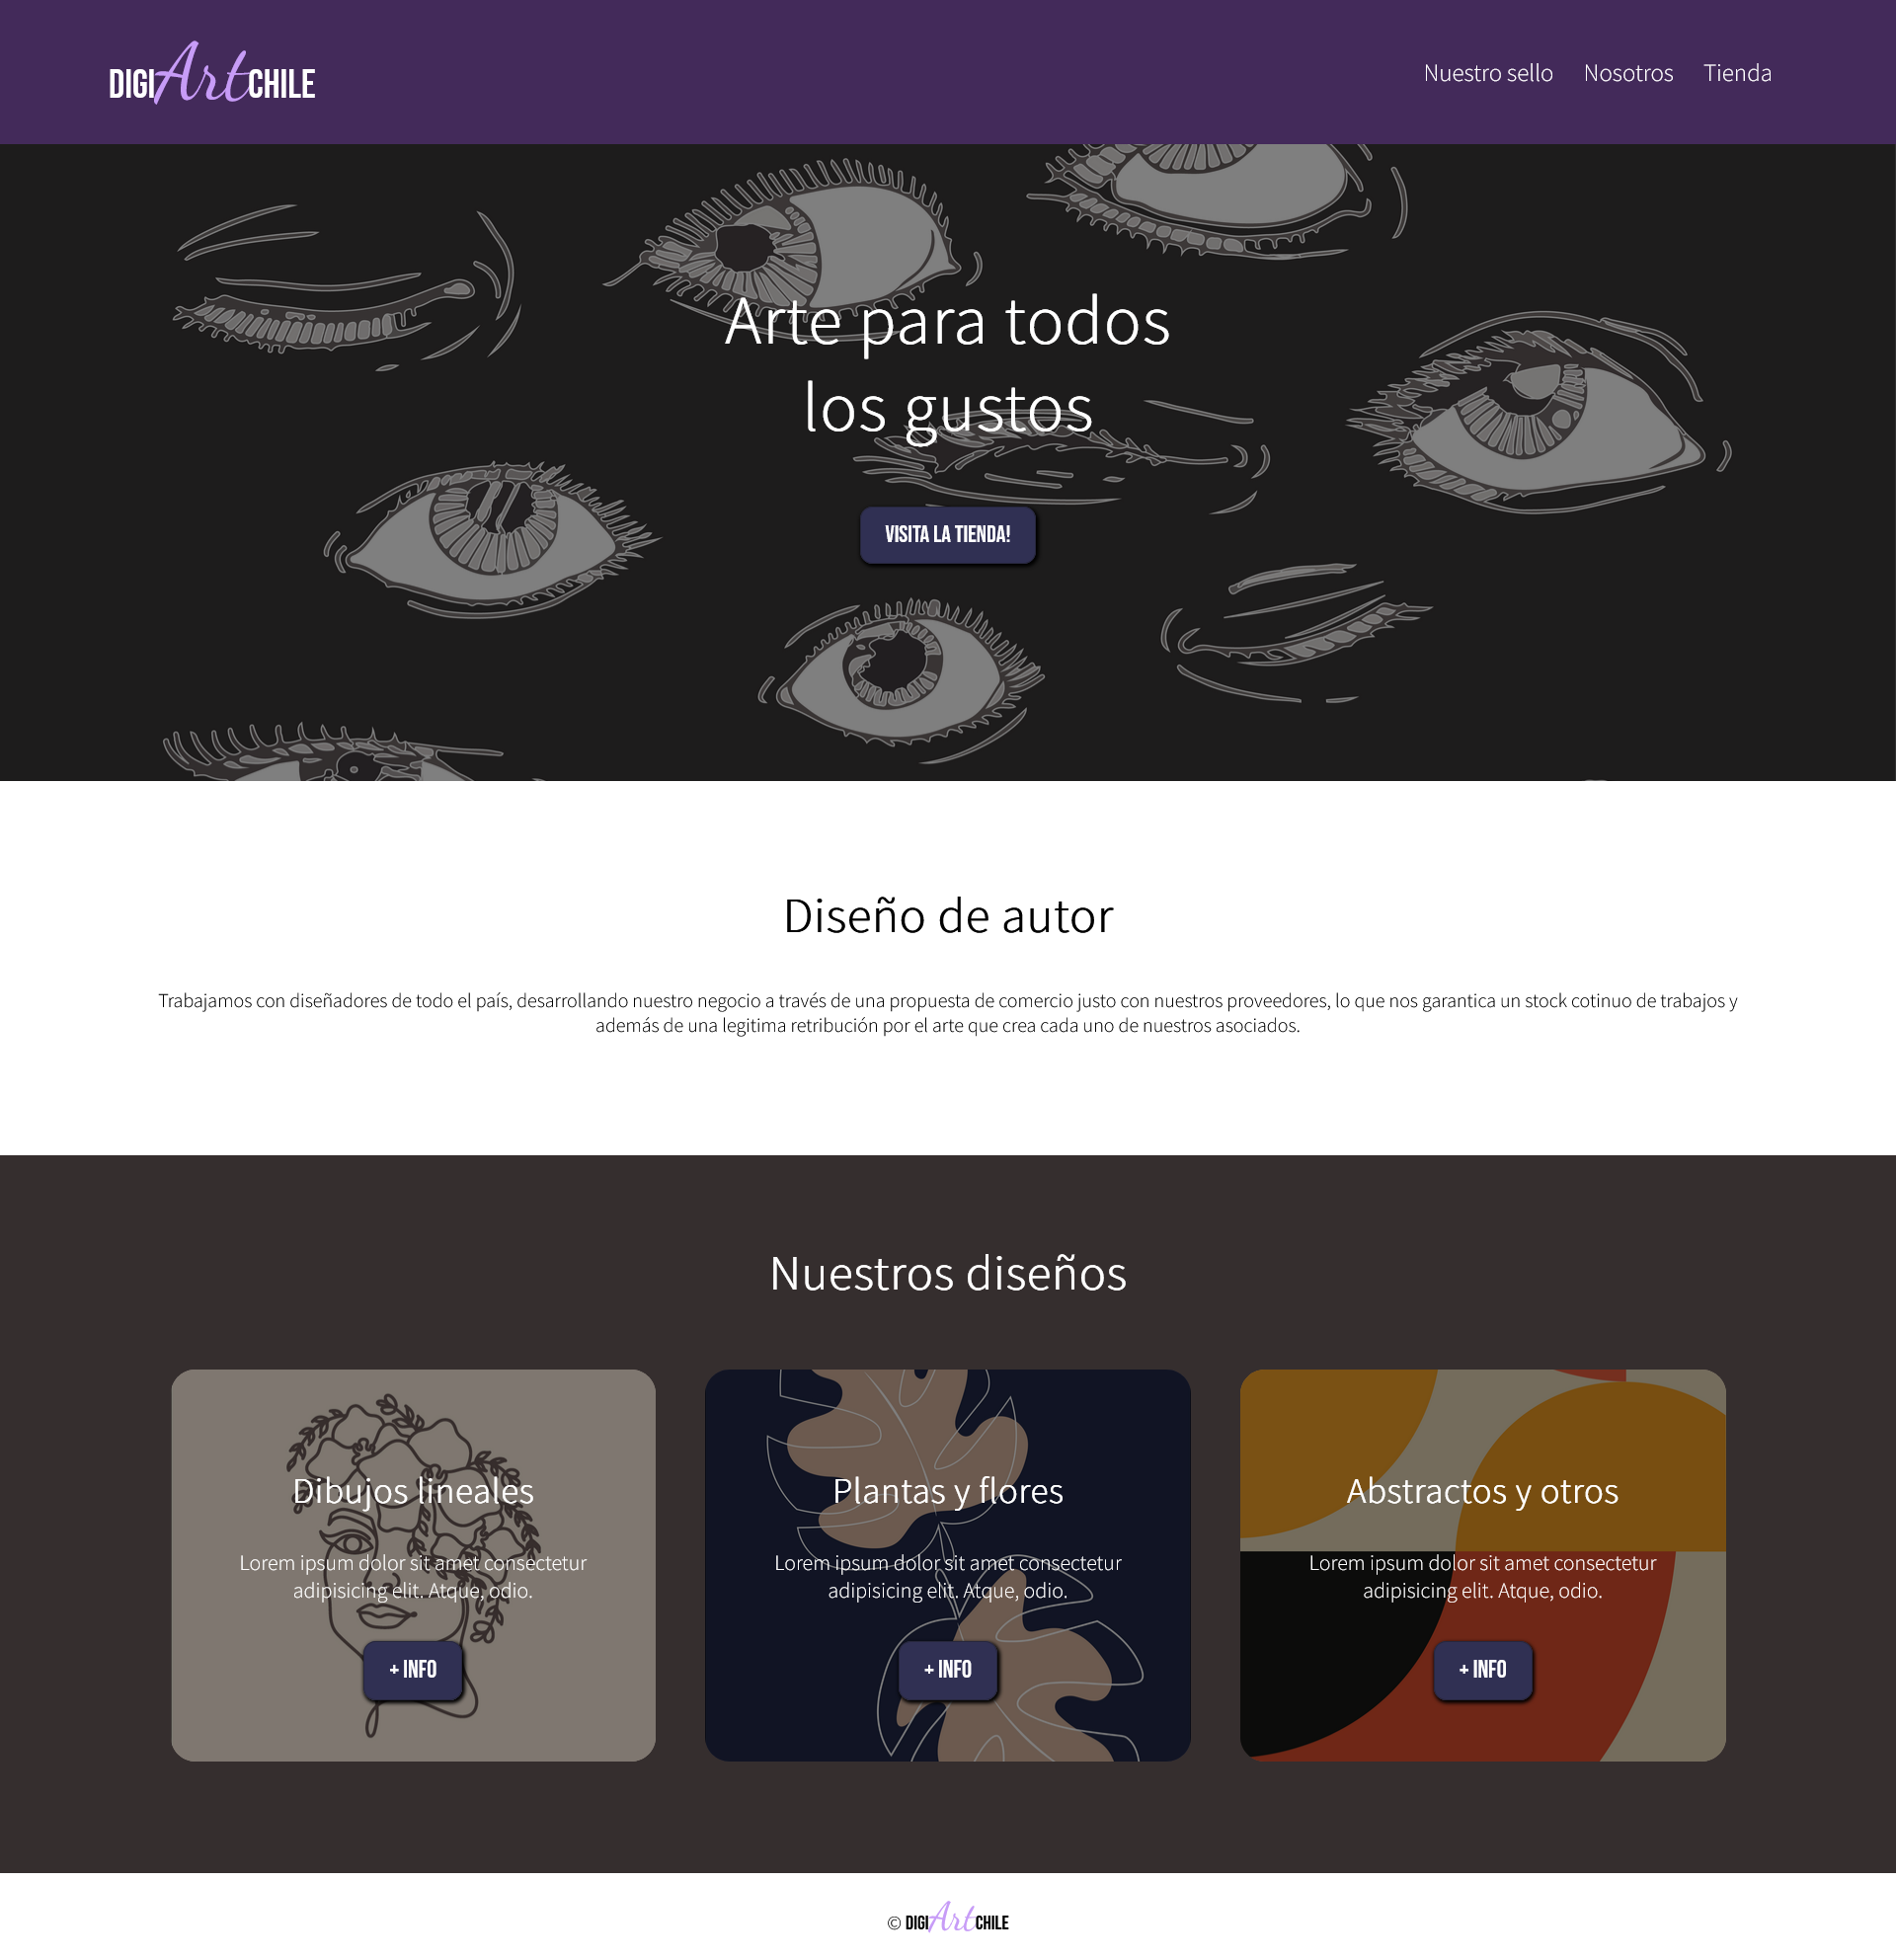 DIGIArtCHILE
Nuestro sello Nosotros Tienda
Arte para todos
los gustos
VISITA LA TIENDA!
Diseño de autor
Trabajamos con diseñadores de todo el país, desarrollando nuestro negocio a través de una propuesta de comercio justo con nuestros proveedores, lo que nos garantica un stock cotinuo de trabajos y
además de una legitima retribución por el arte que crea cada uno de nuestros asociados.
Nuestros diseños
Dibujos lineales
Lorem ipsum dolor sit amet consectetur
adipisicing elit. Atque, odio.
+ INFO
Plantas y flores
Lorem ipsum dolor sit amet consectetur
adipisicing elit. Atque, odio.
+ INFO
Abstractos y otros
Lorem ipsum dolor sit amet consectetur
adipisicing elit. Atque, odio.
+ INFO
© DIGIArtCHILE